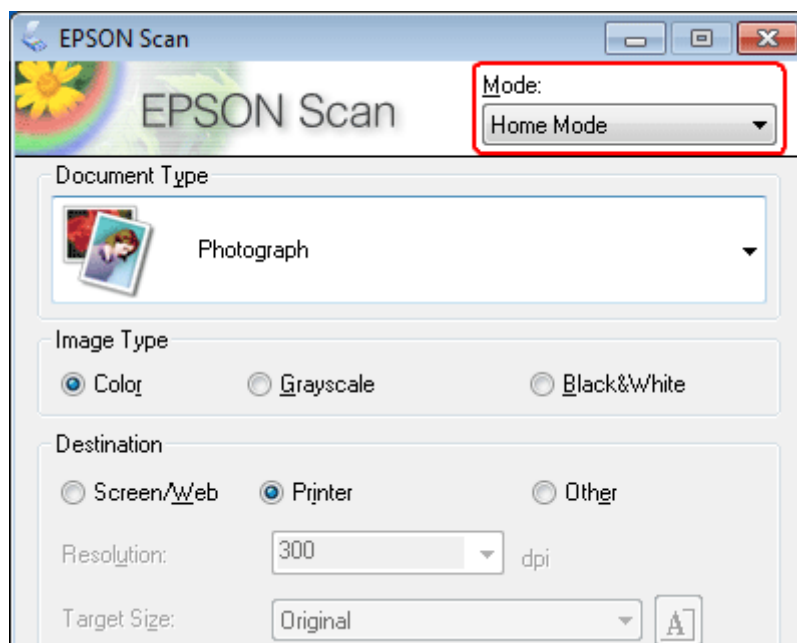 EPSON Scan
EPSON Scan
Mode:
Home Mode
Document Type
Photograph
Image Type
Color Grayscale Black&White
Destination
Screen/Web Printer Other
Resolution: 300 dpi
Target Size: Original A